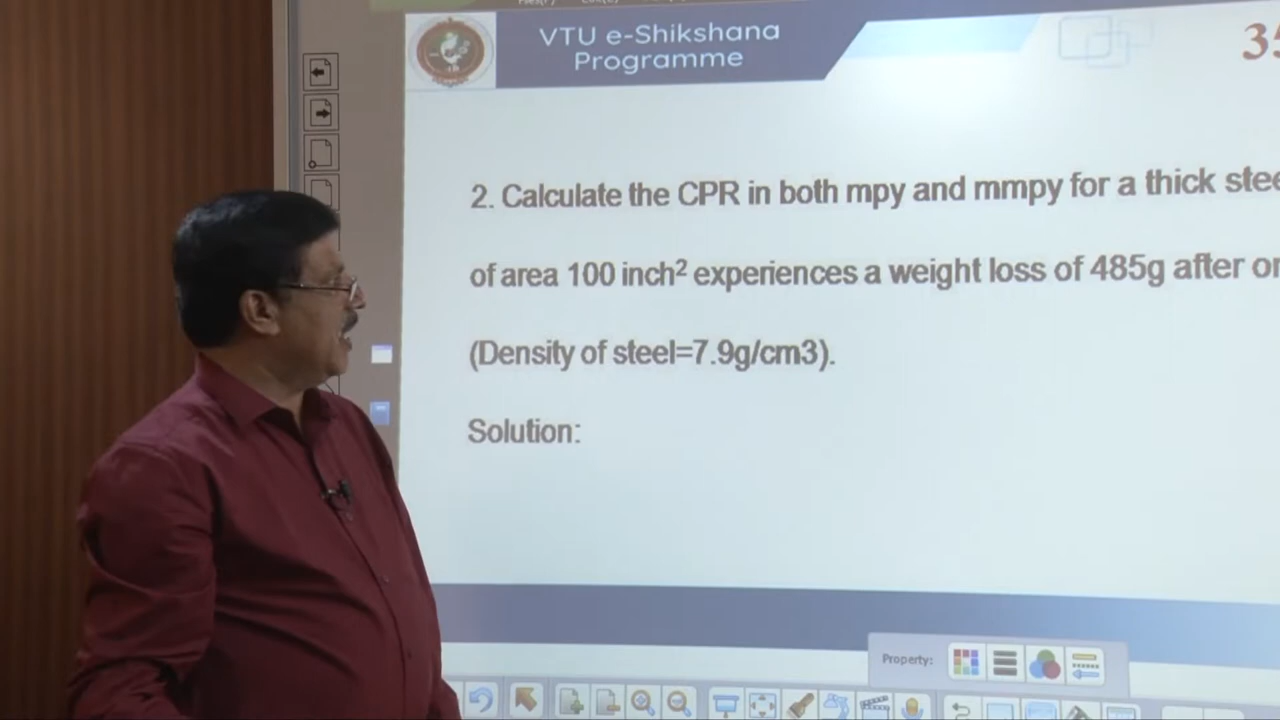 VTU e-Shikshana
Programme
2. Calculate the CPR in both mpy and mmpy for a thick
of area 100 inch² experiences a weight loss of 485g after
(Density of steel=7.9g/cm3).
Solution:
Property: